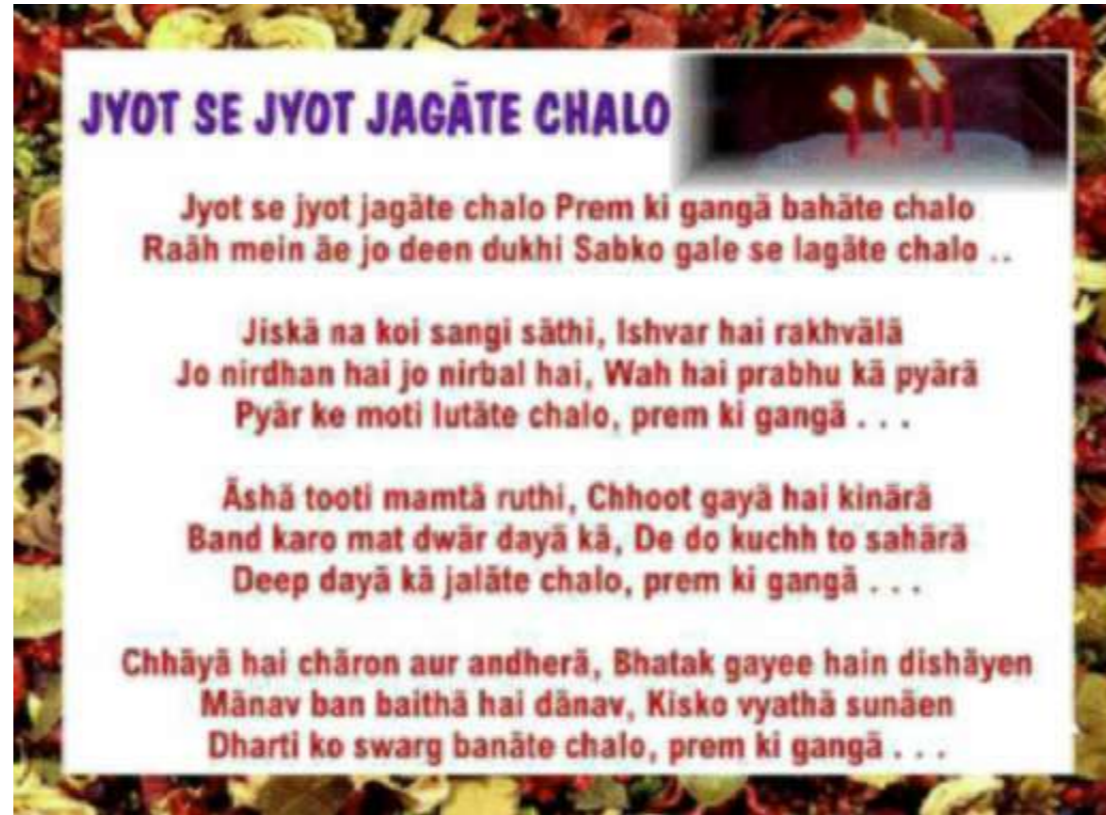 JYOT SE JYOT JAGĀTE CHALO
Jyot se jyot jagāte chalo Prem ki gangā bahāte chalo
Raāh mein āe jo deen dukhi Sabko gale se lagāte chalo ..
Jiskā na koi sangi sāthi, Ishvar hai rakhvālā
Jo nirdhan hai jo nirbal hai, Wah hai prabhu kā pyārā
Pyār ke moti lutāte chalo, prem ki gangā . . .
Āshā tooti mamtā ruthi, Chhoot gayā hai kinārā
Band karo mat dwār dayā kā, De do kuchh to sahārā
Deep dayā kā jalāte chalo, prem ki gangā . . .
Chhāyā hai chāron aur andherā, Bhatak gayee hain dishāyen
Mānav ban baithā hai dānav, Kisko vyathā sunāen
Dharti ko swarg banāte chalo, prem ki gangā . . .